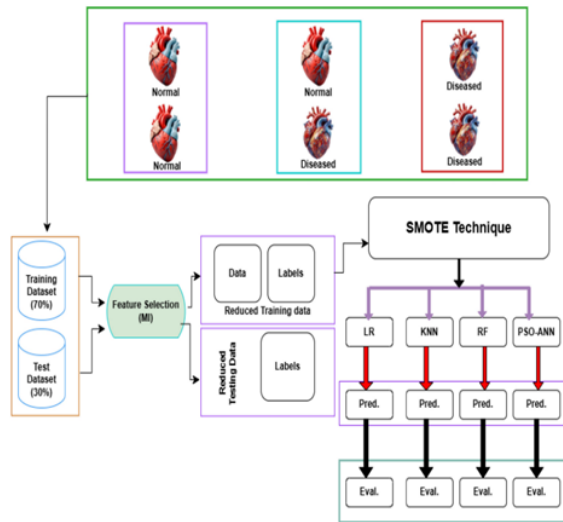 Normal
Normal
Diseased
Normal
Diseased
Diseased
SMOTE Technique
Training
Dataset
(70%)
Test
Dataset
(30%)
Feature Selection
(MI)
Data
Labels
Reduced Training data
Reduced
Testing Data
Labels
LR
KNN
RF
PSO-ANN
Pred.
Pred.
Pred.
Pred.
Eval.
Eval.
Eval.
Eval.